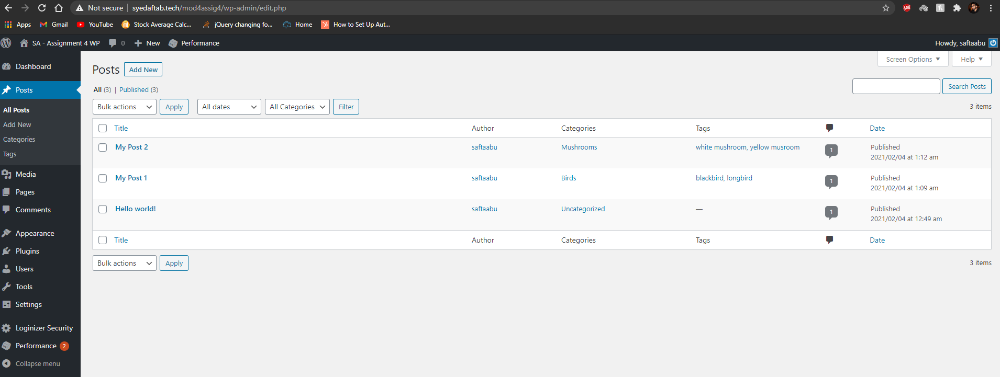 Not secure | syedaftab.tech/mod4assig4/wp-admin/edit.php
Apps Gmail YouTube Stock Average Calc... jQuery changing fo... Home How to Set Up Aut...
SA - Assignment 4 WP 0 New Performance Howdy, saftaabu
Screen Options Help
Dashboard
Posts
All Posts
Add New
Categories
Tags
Media
Pages
Comments
Appearance
Plugins
Users
Tools
Settings
Loginizer Security
Performance 2
Collapse menu
Posts Add New
All (3) | Published (3)
Search Posts
Bulk actions Apply All dates All Categories Filter 3 items
Title Author Categories Tags Date
My Post 2 saftaabu Mushrooms white mushroom, yellow musroom 1 Published
2021/02/04 at 1:12 am
My Post 1 saftaabu Birds blackbird, longbird 1 Published
2021/02/04 at 1:09 am
Hello world! saftaabu Uncategorized — 1 Published
2021/02/04 at 12:49 am
Title Author Categories Tags Date
Bulk actions Apply 3 items